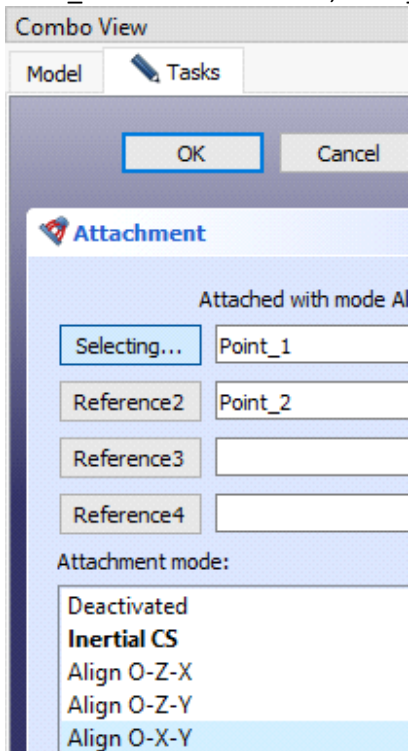 Combo View
Model Tasks
OK Cancel
Attachment
Attached with mode
Selecting... Point_1
Reference2 Point_2
Reference3
Reference4
Attachment mode:
Deactivated
Inertial CS
Align O-Z-X
Align O-Z-Y
Align O-X-Y